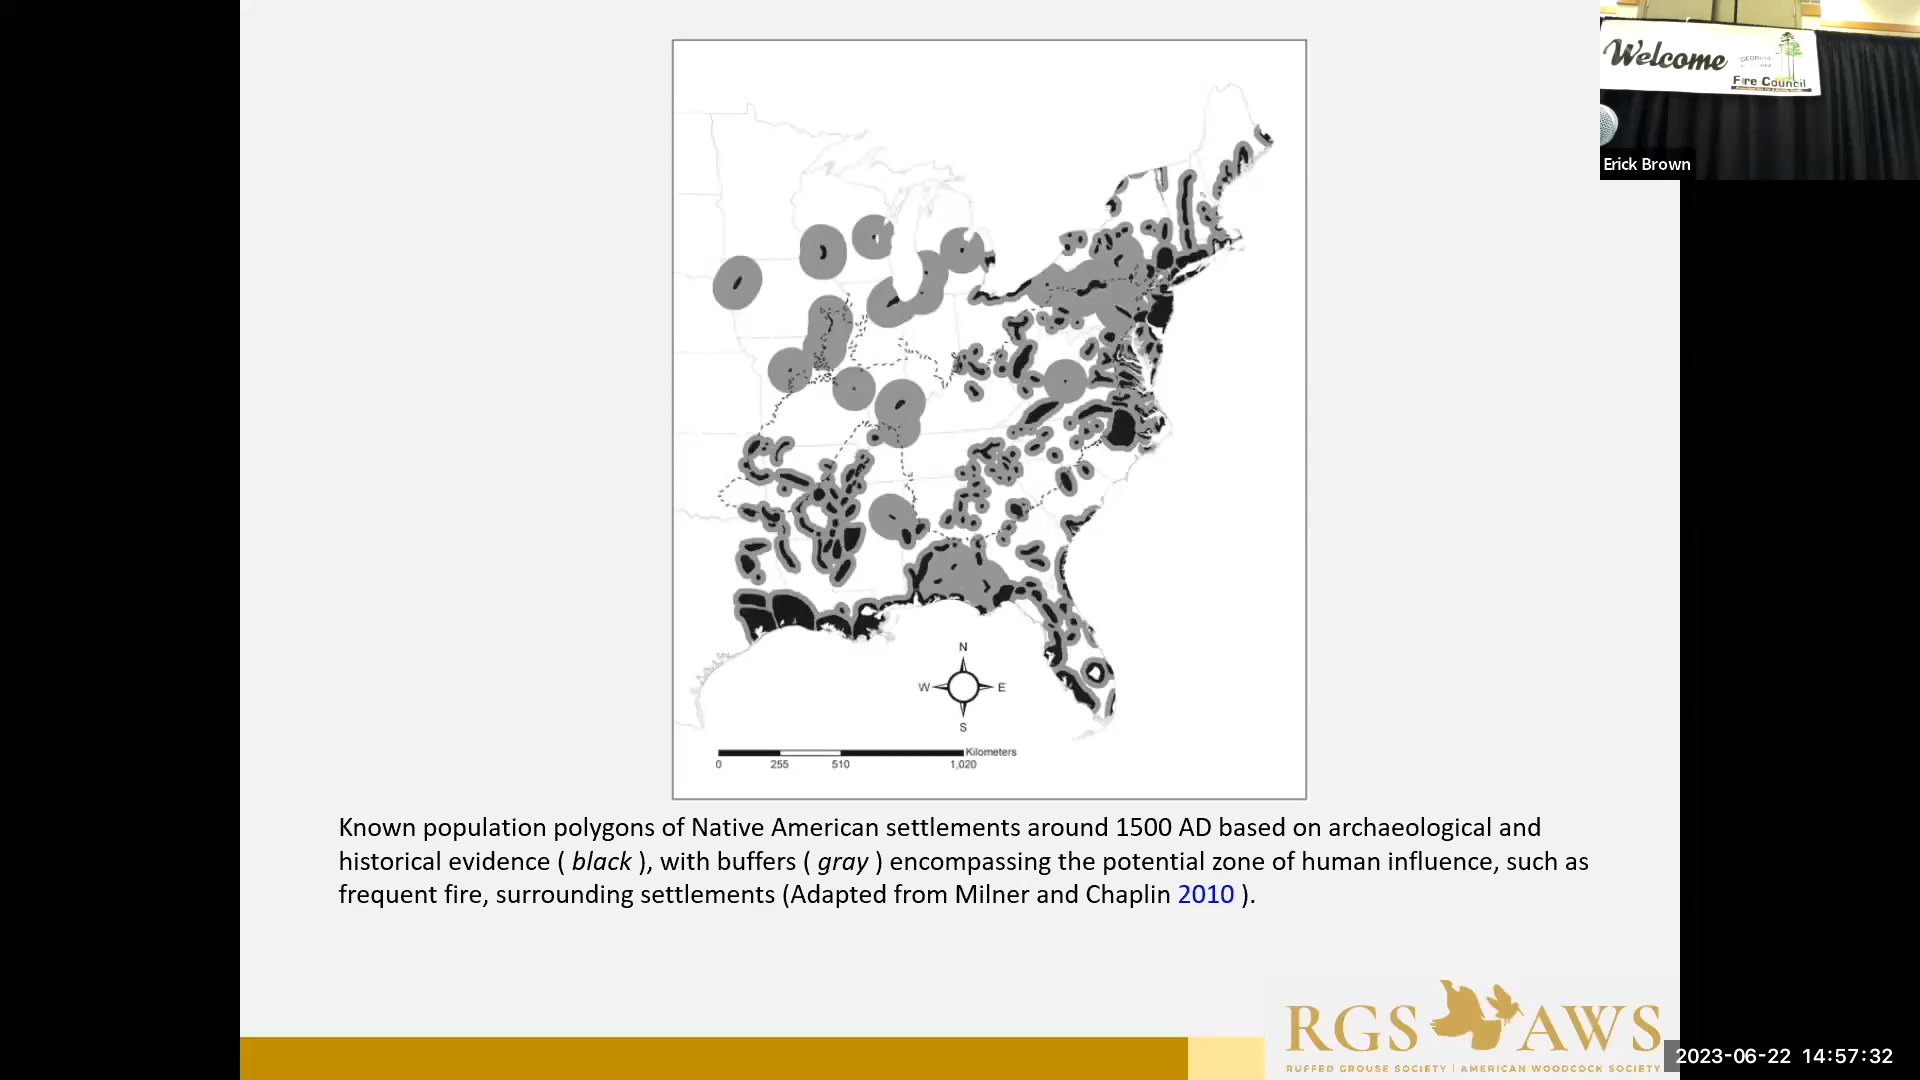 Welcome
Fire Council
Erick Brown
N
W
E
S
Kilometers
0
255
510
1,020
Known population polygons of Native American settlements around 1500 AD based on archaeological and
historical evidence ( black ), with buffers ( gray ) encompassing the potential zone of human influence, such as
frequent fire, surrounding settlements (Adapted from Milner and Chaplin 2010 ).
RGS AWS
RUFFED GROUSE SOCIETY | AMERICAN WOODCOCK SOCIETY
2023-06-22 14:57:32